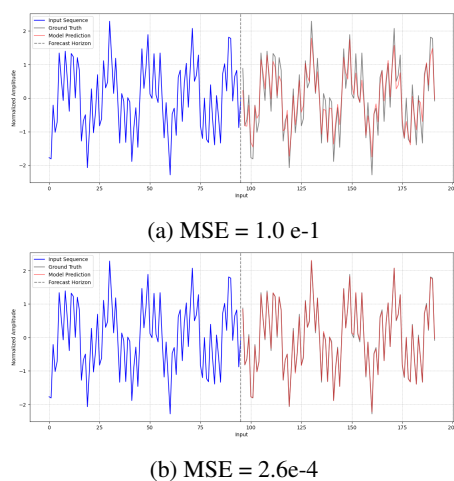 Input Sequence
Ground Truth
Model Prediction
Forecast Horizon
Normalized Amplitude
2
1
0
−1
−2
0 25 50 75 100 125 150 175 200
Input
(a) MSE = 1.0 e-1
Input Sequence
Ground Truth
Model Prediction
Forecast Horizon
Normalized Amplitude
2
1
0
−1
−2
0 25 50 75 100 125 150 175 200
Input
(b) MSE = 2.6e-4